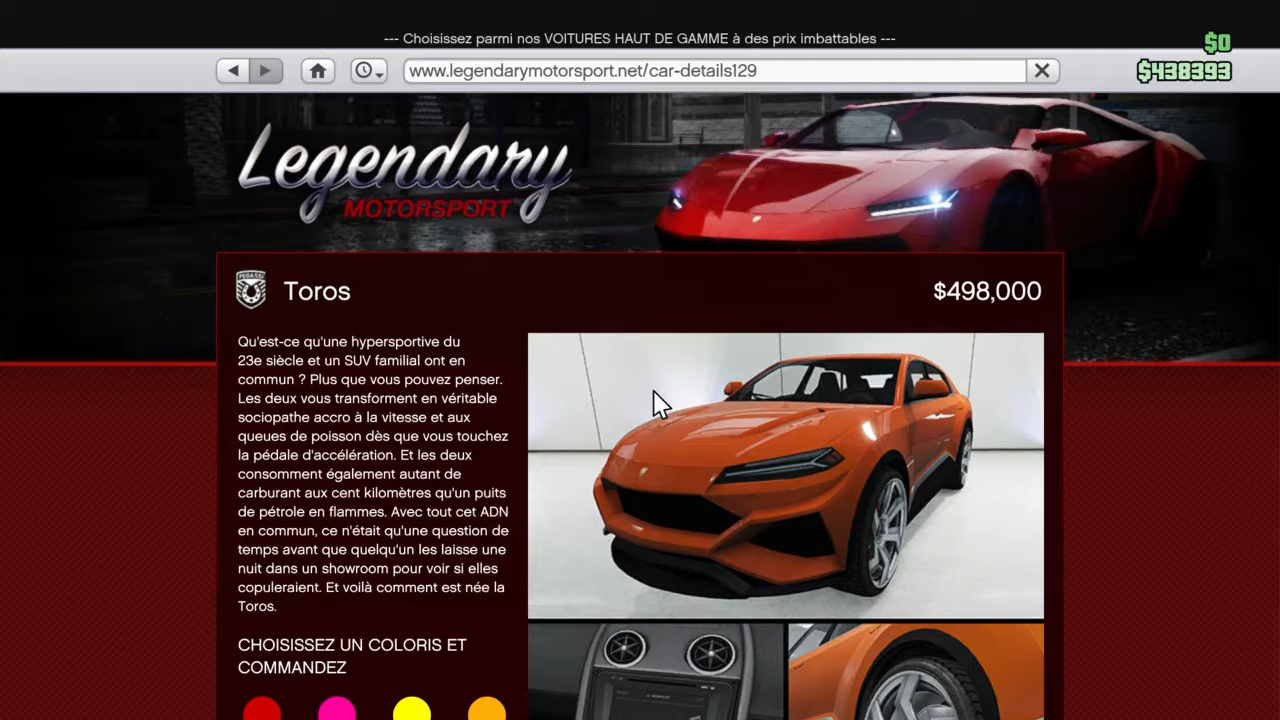 --- Choisissez parmi nos VOITURES HAUT DE GAMME à des prix imbattables ---
$0
www.legendarymotorsport.net/car-details129
$438393
Legendary
MOTORSPORT
PEGASSI
Toros
$498,000
Qu'est-ce qu'une hypersportive du
23e siècle et un SUV familial ont en
commun ? Plus que vous pouvez penser.
Les deux vous transforment en véritable
sociopathe accro à la vitesse et aux
queues de poisson dès que vous touchez
la pédale d'accélération. Et les deux
consomment également autant de
carburant aux cent kilomètres qu'un puits
de pétrole en flammes. Avec tout cet ADN
en commun, ce n'était qu'une question de
temps avant que quelqu'un les laisse une
nuit dans un showroom pour voir si elles
copuleraient. Et voilà comment est née la
Toros.
CHOISISSEZ UN COLORIS ET
COMMANDEZ